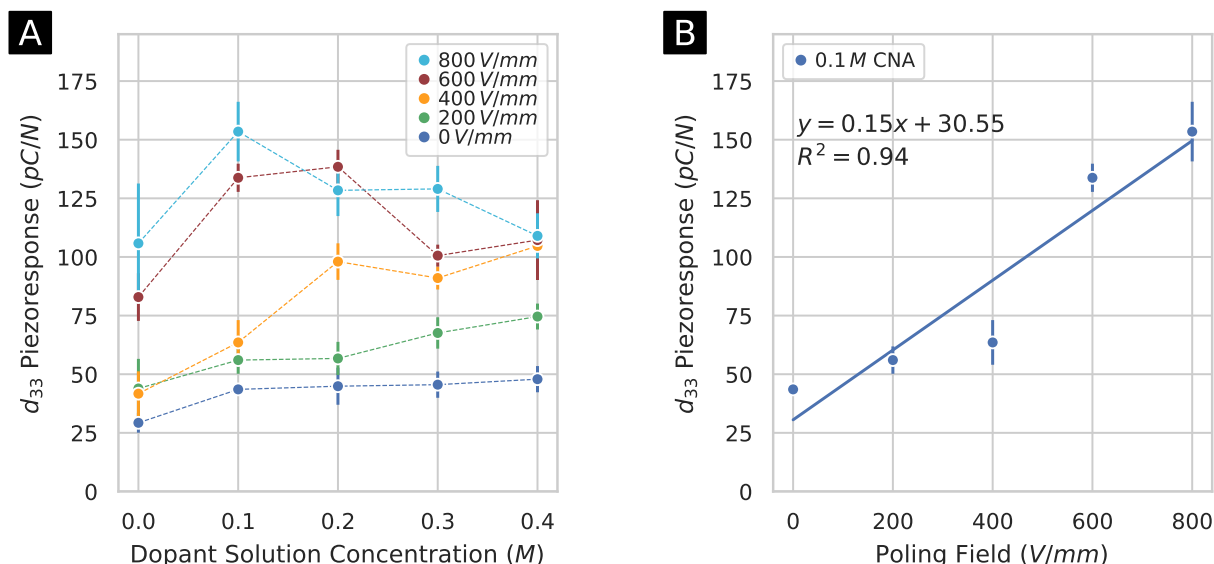 A
800 V/mm
600 V/mm
400 V/mm
200 V/mm
0 V/mm
175
150
125
100
75
50
25
0
0.0 0.1 0.2 0.3 0.4
d₃₃ Piezoresponse (pC/N)
Dopant Solution Concentration (M)
B
0.1 M CNA
y = 0.15x + 30.55
R² = 0.94
175
150
125
100
75
50
25
0
0 200 400 600 800
d₃₃ Piezoresponse (pC/N)
Poling Field (V/mm)